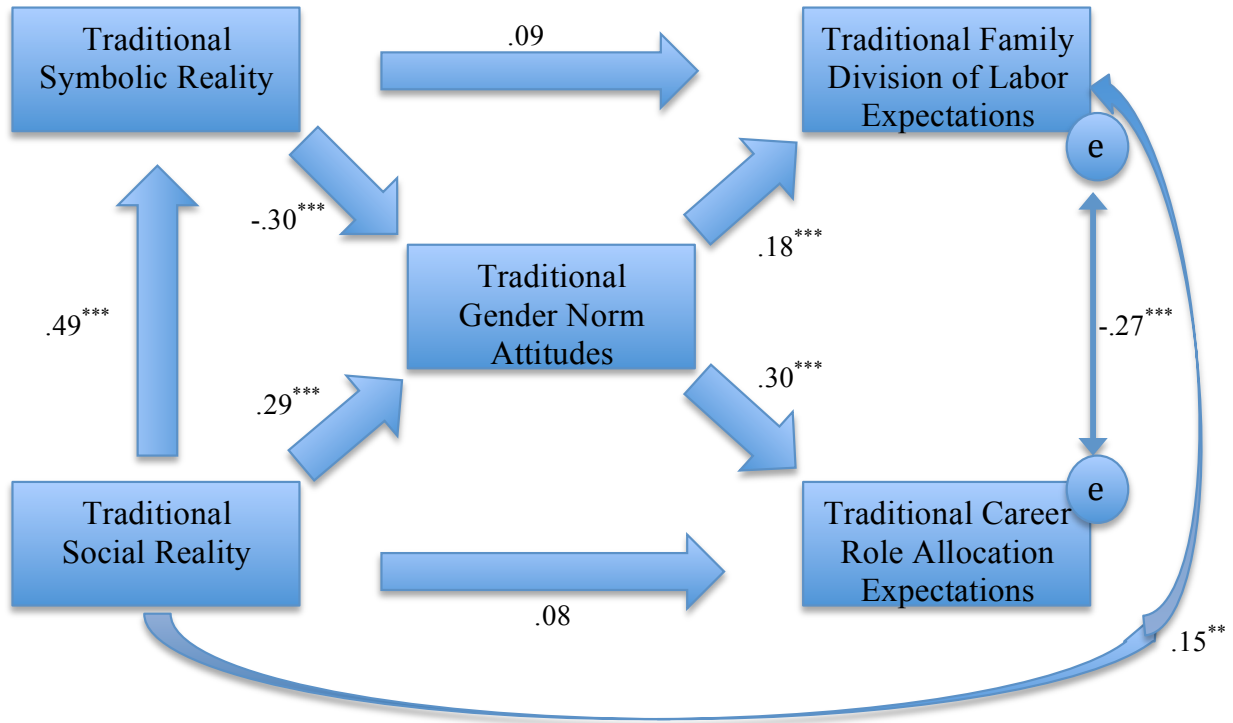 Traditional
Symbolic Reality
.09
Traditional Family
Division of Labor
Expectations
e
-.30***
.18***
Traditional
Gender Norm
Attitudes
.49***
-.27***
.29***
.30***
e
Traditional
Social Reality
Traditional Career
Role Allocation
Expectations
.08
.15**